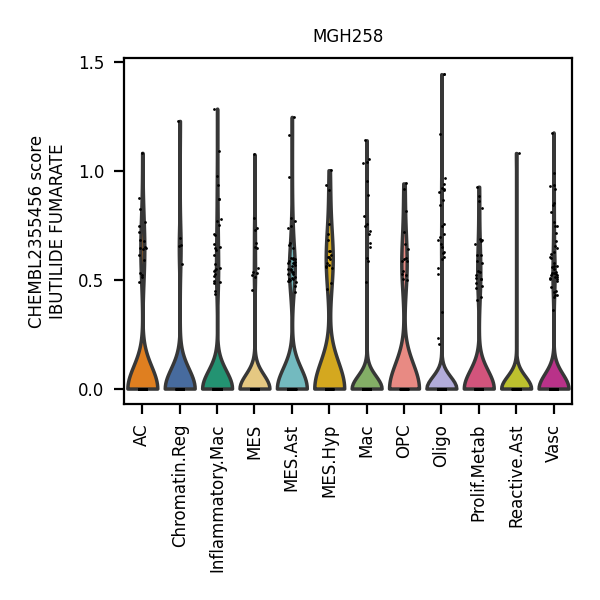 MGH258
CHEMBL2355456 score
IBUTILIDE FUMARATE
1.5
1.0
0.5
0.0
AC
Chromatin.Reg
Inflammatory.Mac
MES
MES.Ast
MES.Hyp
Mac
OPC
Oligo
Prolif.Metab
Reactive.Ast
Vasc